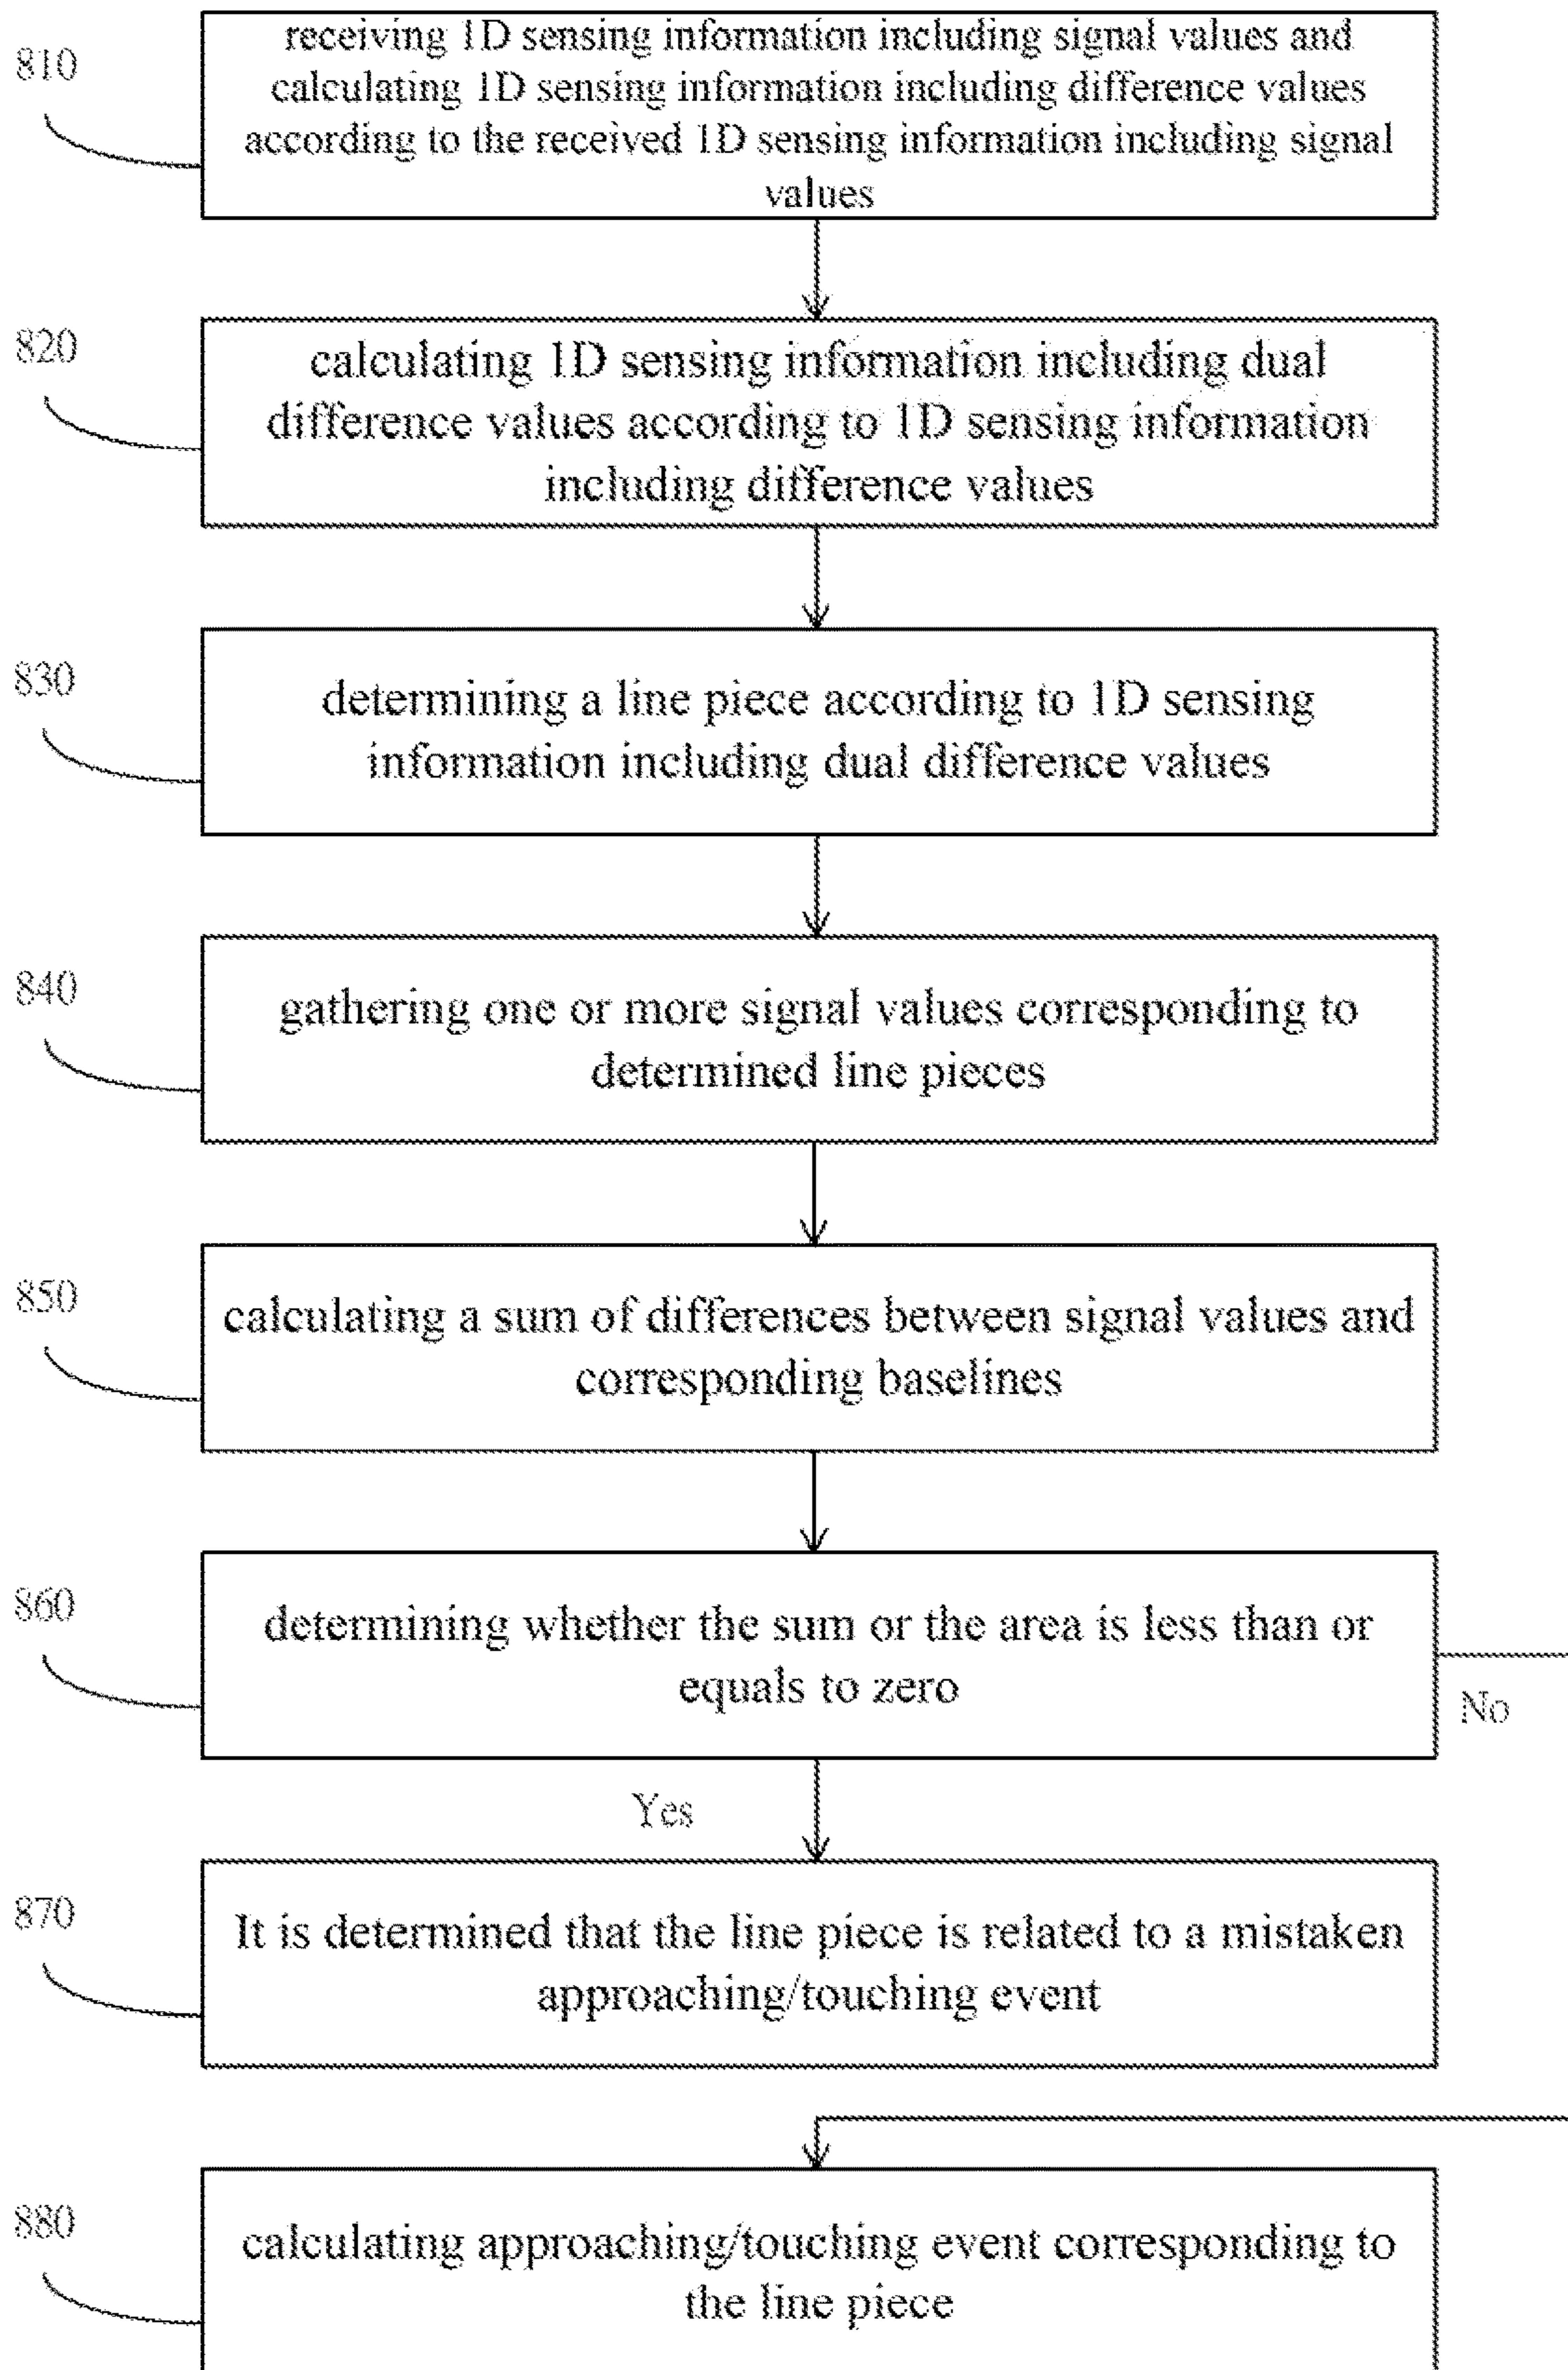 810
receiving 1D sensing information including signal values and
calculating 1D sensing information including difference values
according to the received 1D sensing information including signal
values
820
calculating 1D sensing information including dual
difference values according to 1D sensing information
including difference values
830
determining a line piece according to 1D sensing
information including dual difference values
840
gathering one or more signal values corresponding to
determined line pieces
850
calculating a sum of differences between signal values and
corresponding baselines
860
determining whether the sum or the area is less than or
equals to zero
No
Yes
870
It is determined that the line piece is related to a mistaken
approaching/touching event
880
calculating approaching/touching event corresponding to
the line piece